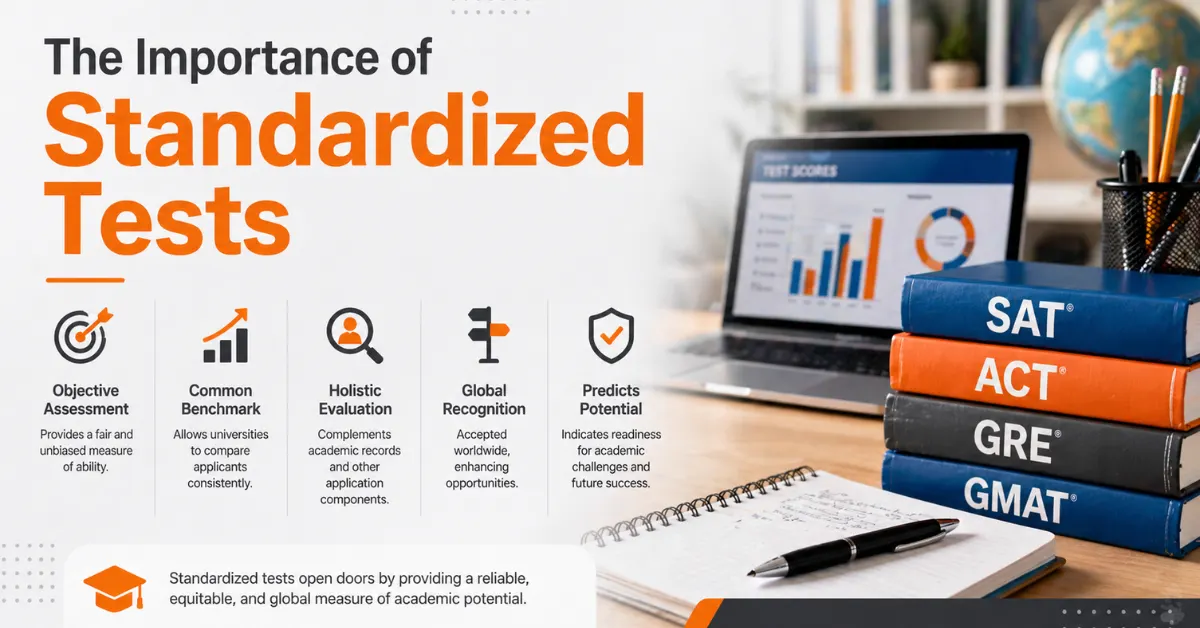 The Importance of
Standardized
Tests
Objective
Assessment
Provides a fair and
unbiased measure
of ability.
Common
Benchmark
Allows universities
to compare
applicants
consistently.
Holistic
Evaluation
Complements
academic records
and other
application
components.
Global
Recognition
Accepted
worldwide,
enhancing
opportunities.
Predicts
Potential
Indicates readiness
for academic
challenges and
future success.
Standardized tests open doors by providing a reliable,
equitable, and global measure of academic potential.
TEST SCORES
SAT®
ACT®
GRE®
GMAT®